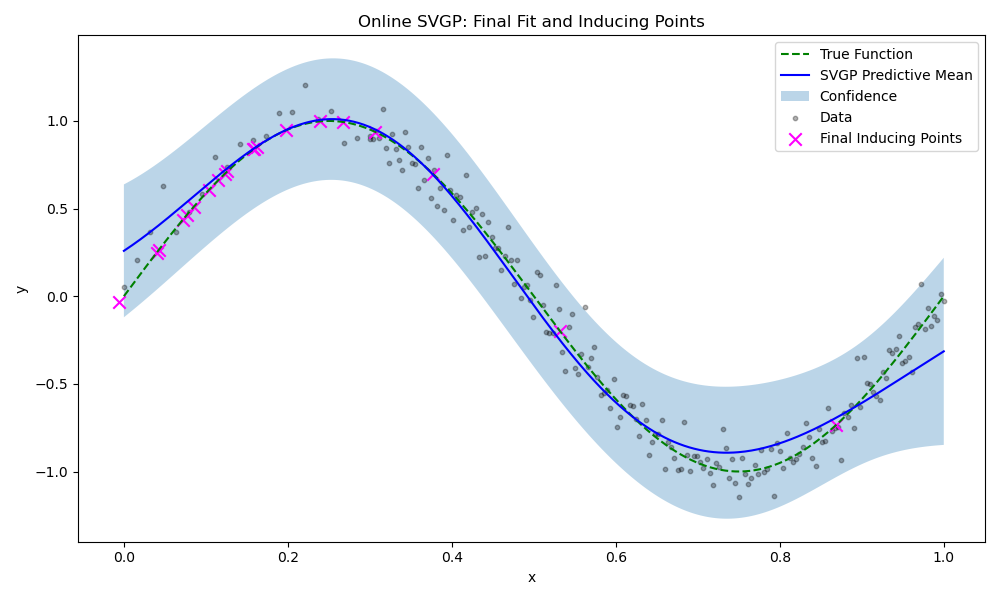 Online SVGP: Final Fit and Inducing Points
True Function
SVGP Predictive Mean
Confidence
Data
Final Inducing Points
1.0
0.5
0.0
−0.5
−1.0
y
0.0 0.2 0.4 0.6 0.8 1.0
x